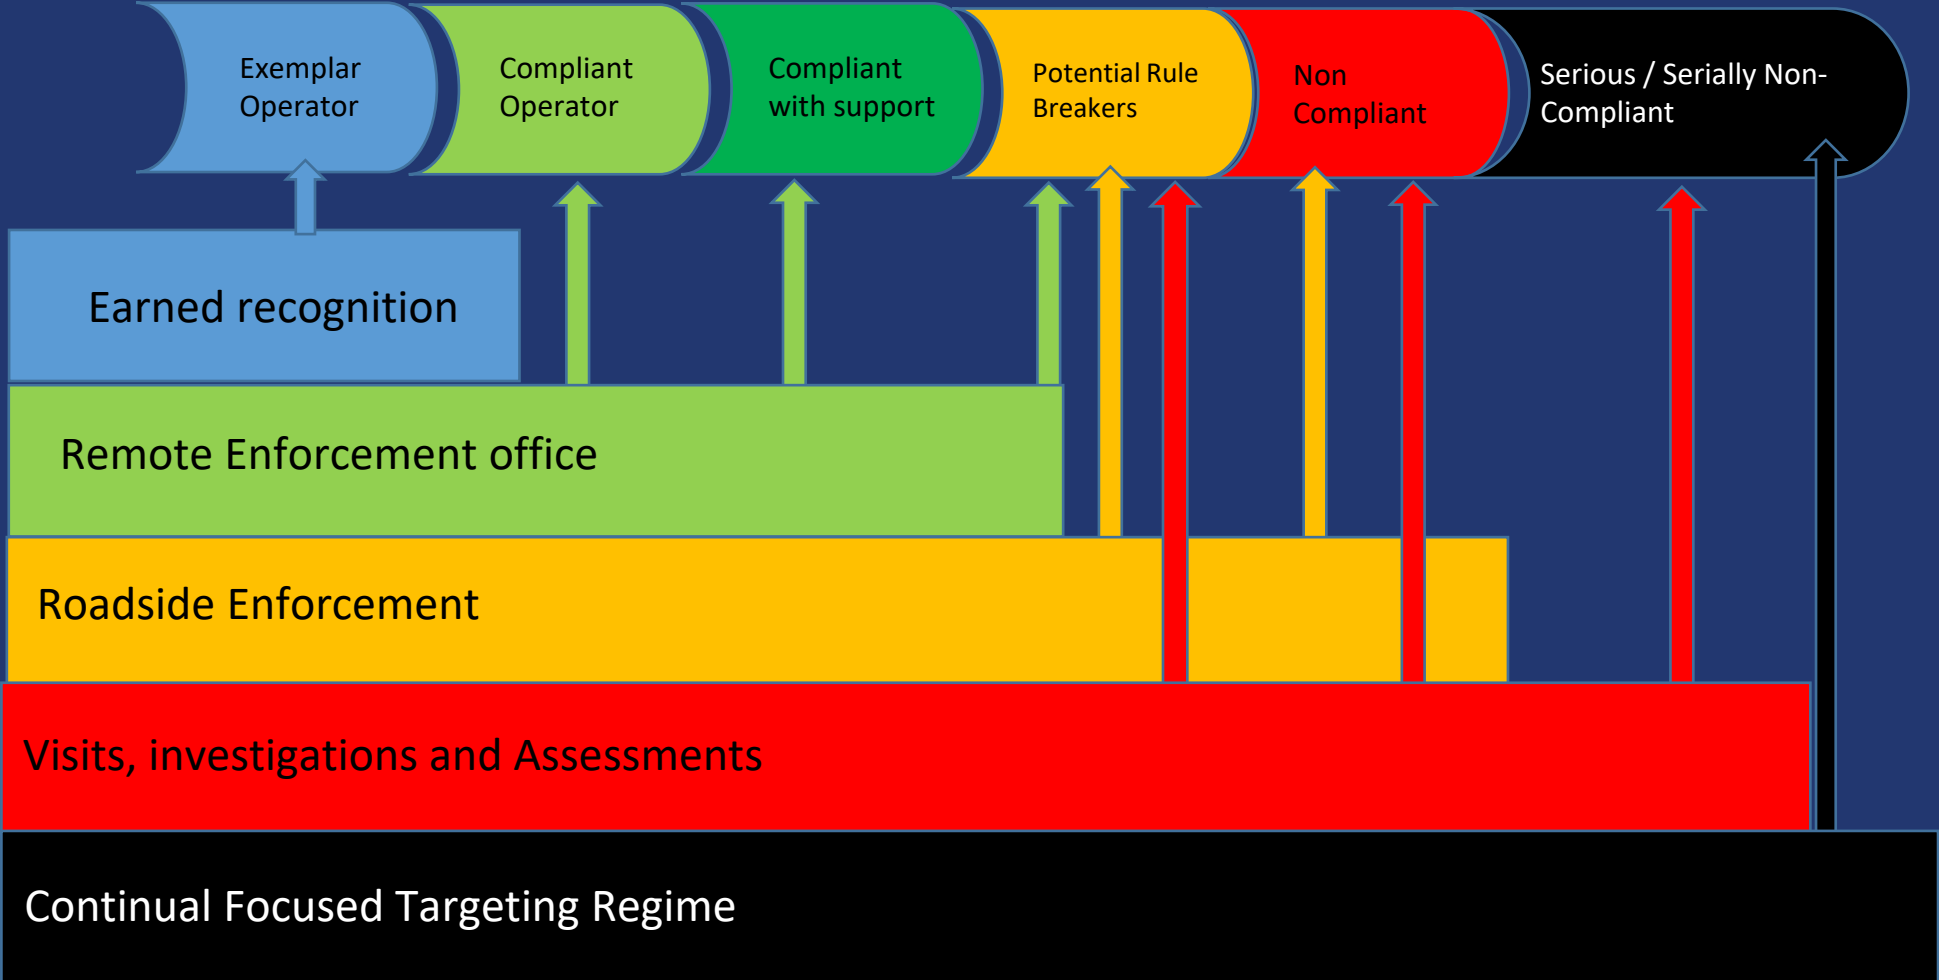 Exemplar
Operator
Compliant
Operator
Compliant
with support
Potential Rule
Breakers
Non
Compliant
Serious / Serially Non-
Compliant
Earned recognition
Remote Enforcement office
Roadside Enforcement
Visits, investigations and Assessments
Continual Focused Targeting Regime